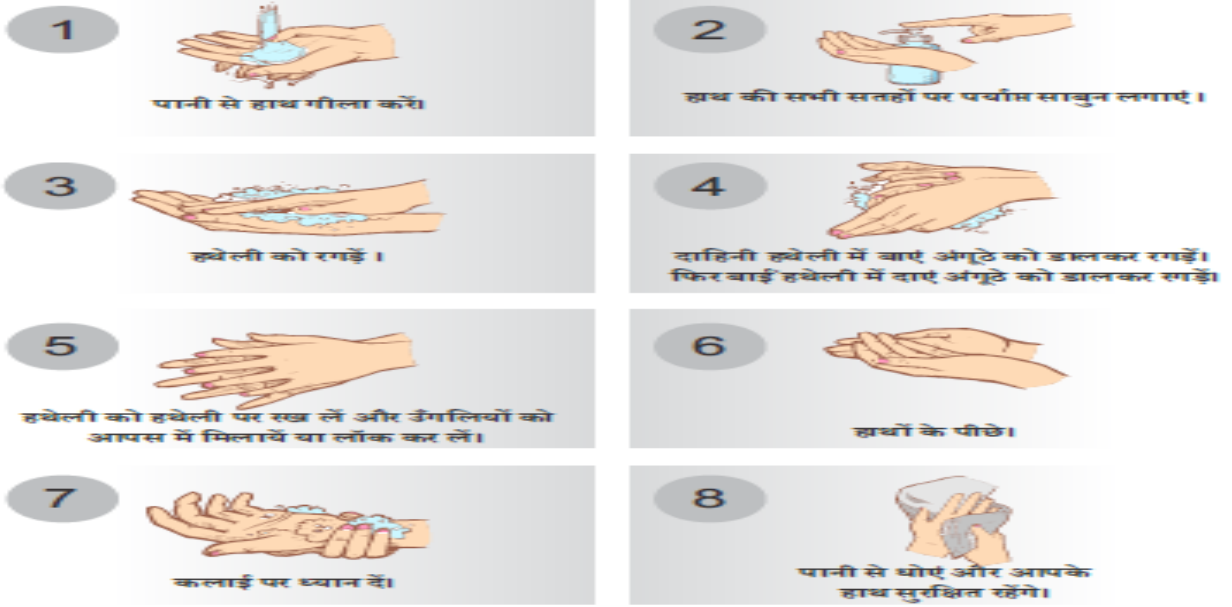 1
पानी से हाथ गीला करें।
2
हाथ की सभी सतहों पर पर्याप्त साबुन लगाएं।
3
हथेली को रगड़ें ।
4
दाहिनी हथेली में बाएं अंगूठे को डालकर रगड़ें।
फिर बाईं हथेली में दाएं अंगूठे को डालकर रगड़ें।
5
हथेली को हथेली पर रख लें और उँगलियों को
आपस में मिलायें या लॉक कर लें।
6
हाथों के पीछे।
7
कलाई पर ध्यान दें।
8
पानी से धोएं और आपके
हाथ सुरक्षित रहेंगे।